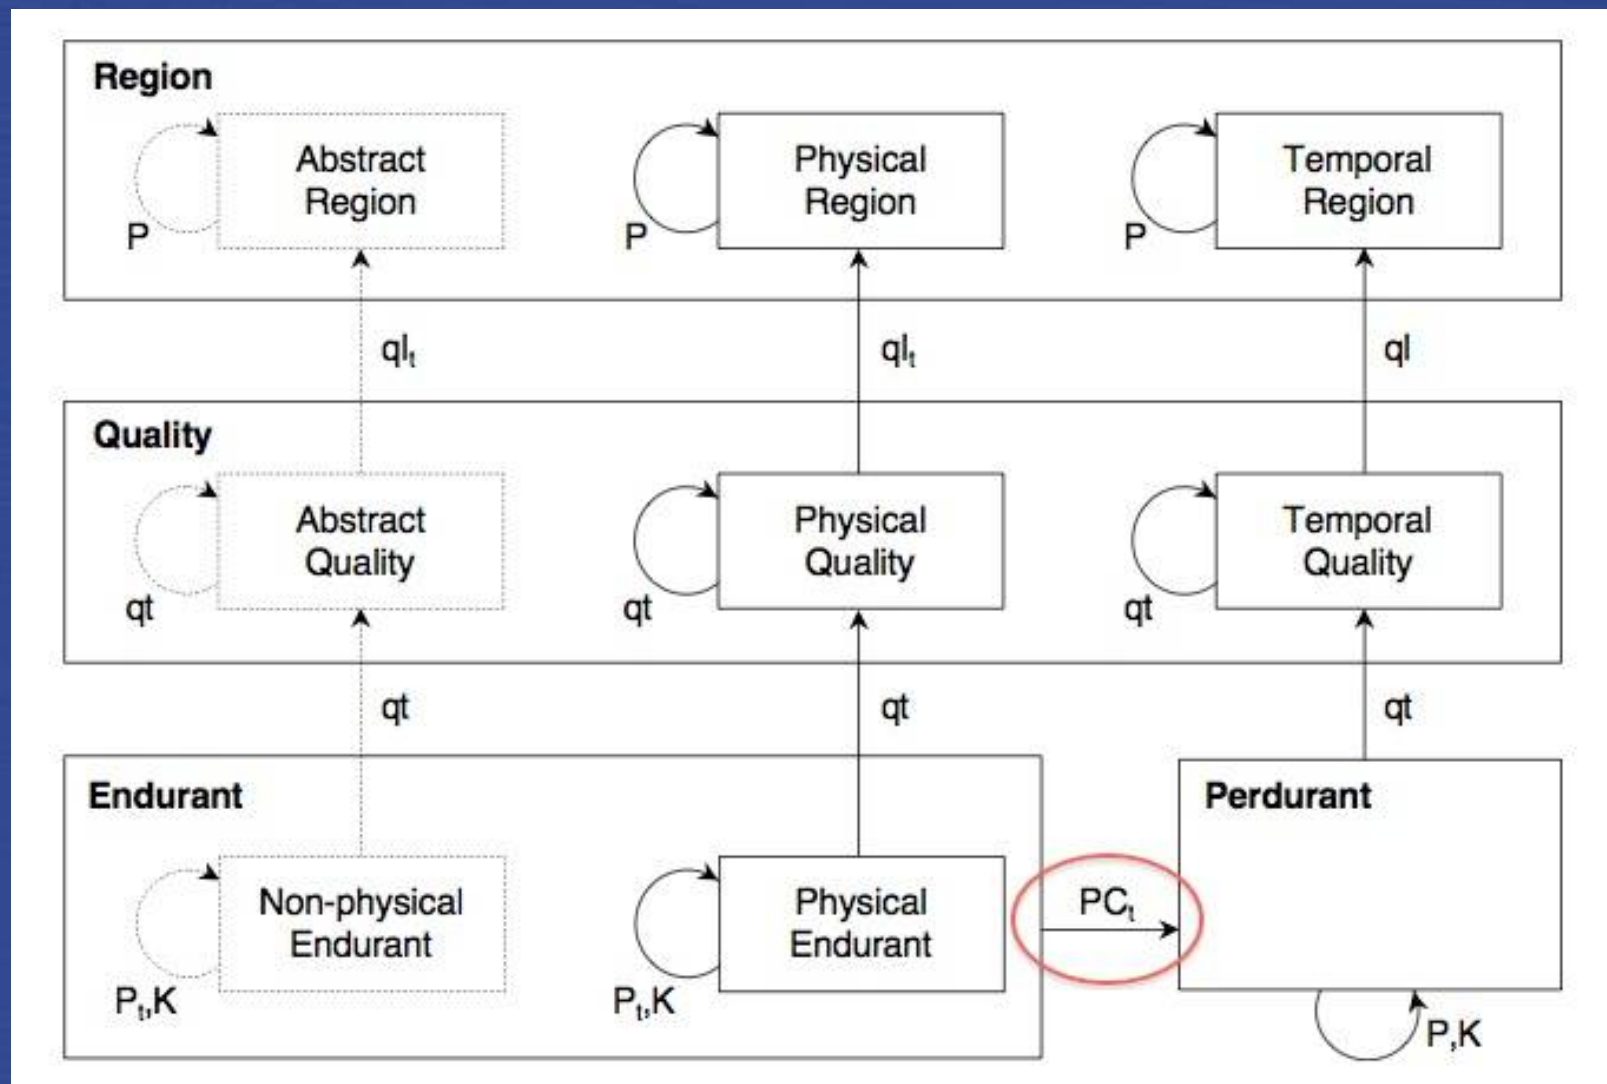 Region
Abstract
Region
Physical
Region
Temporal
Region
P
P
P
qlₜ
qlₜ
ql
Quality
Abstract
Quality
Physical
Quality
Temporal
Quality
qt
qt
qt
qt
qt
qt
Endurant
Perdurant
Non-physical
Endurant
Physical
Endurant
PCₜ
Pₜ,K
Pₜ,K
P,K